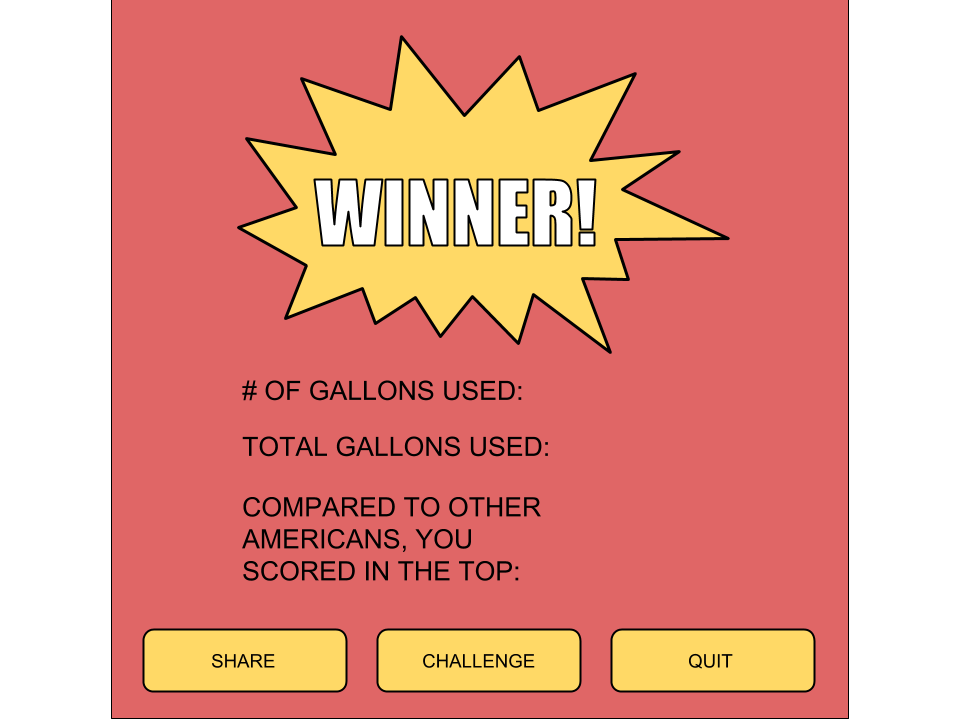 WINNER!
# OF GALLONS USED:
TOTAL GALLONS USED:
COMPARED TO OTHER
AMERICANS, YOU
SCORED IN THE TOP:
SHARE
CHALLENGE
QUIT